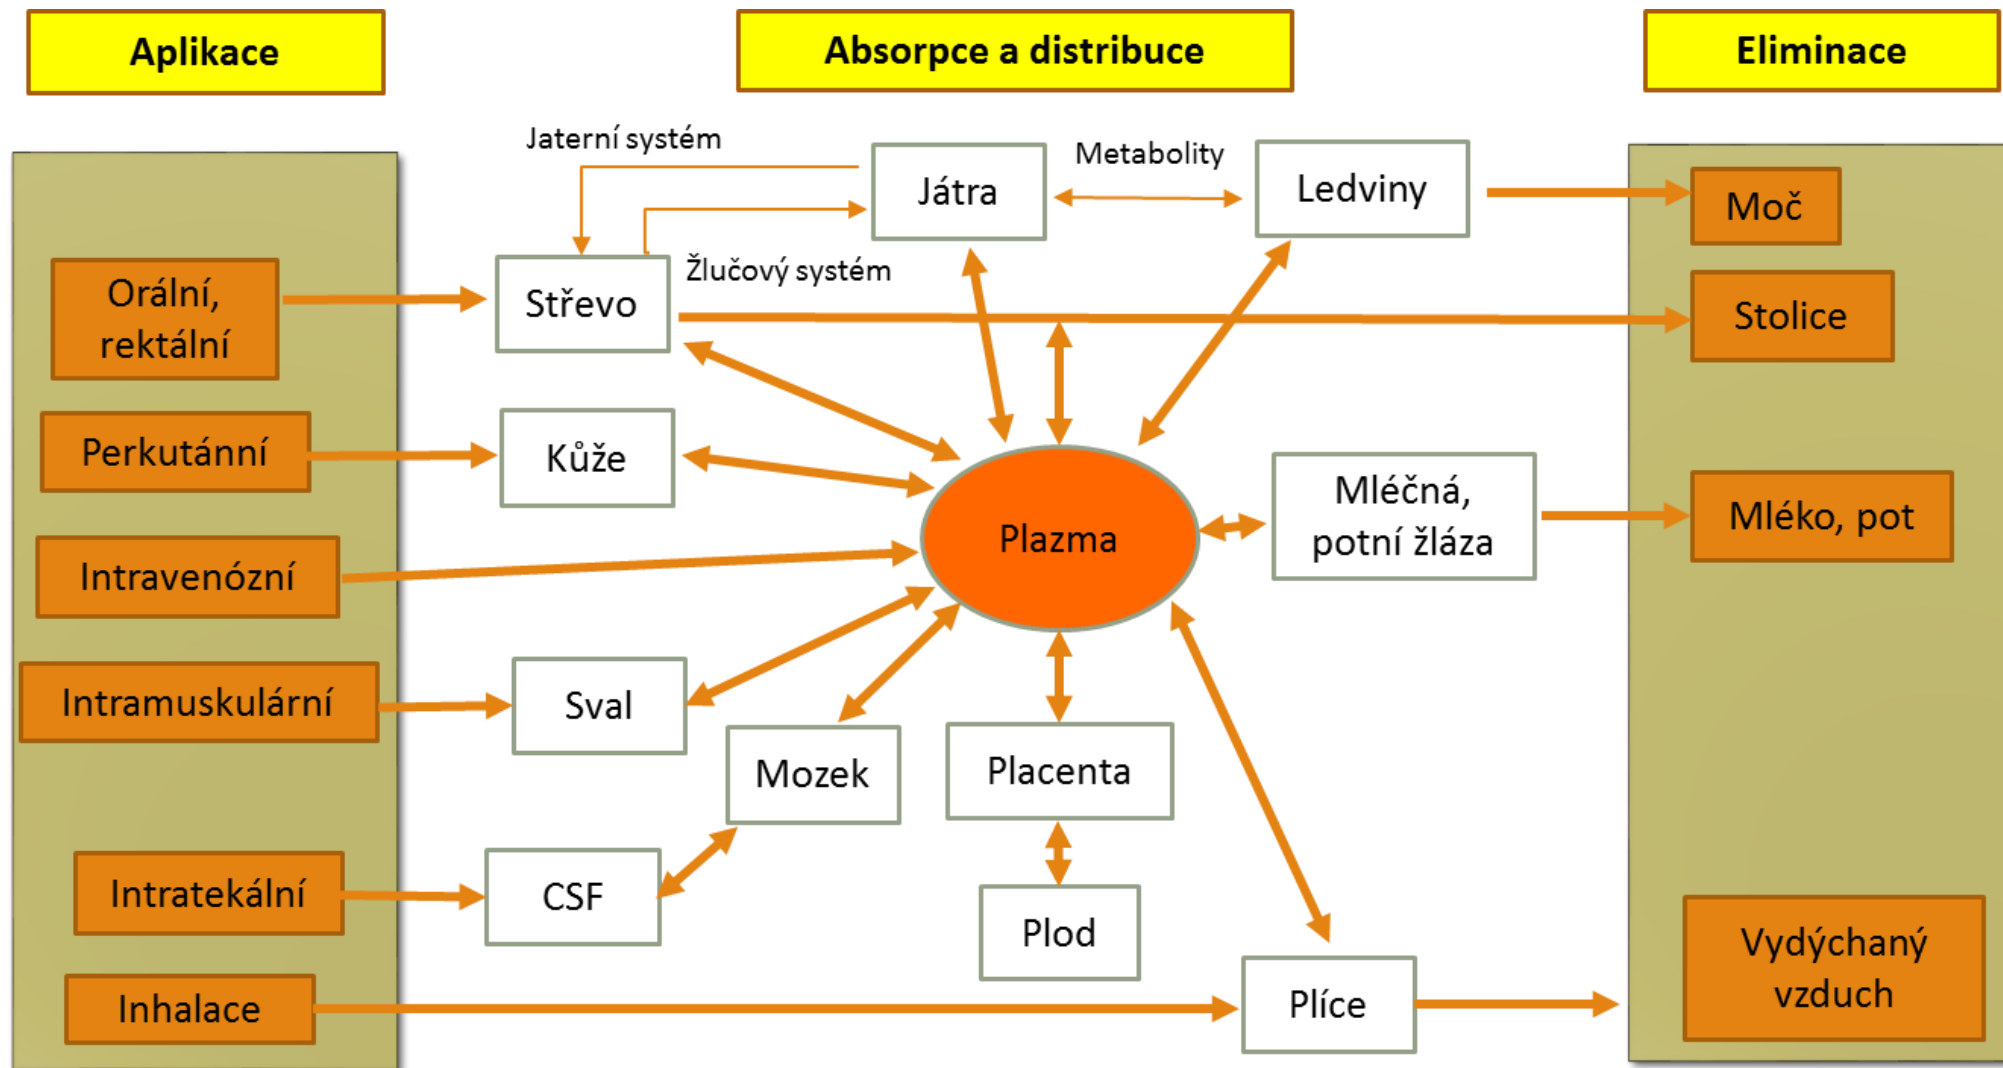 Aplikace
Absorpce a distribuce
Eliminace
Jaterní systém
Játra
Metabolity
Ledviny
Moč
Orální,
rektální
Střevo
Žlučový systém
Stolice
Perkutánní
Kůže
Plazma
Mléčná,
potní žláza
Mléko, pot
Intravenózní
Intramuskulární
Sval
Mozek
Placenta
Intratekální
CSF
Plod
Vydýchaný
vzduch
Inhalace
Plíce